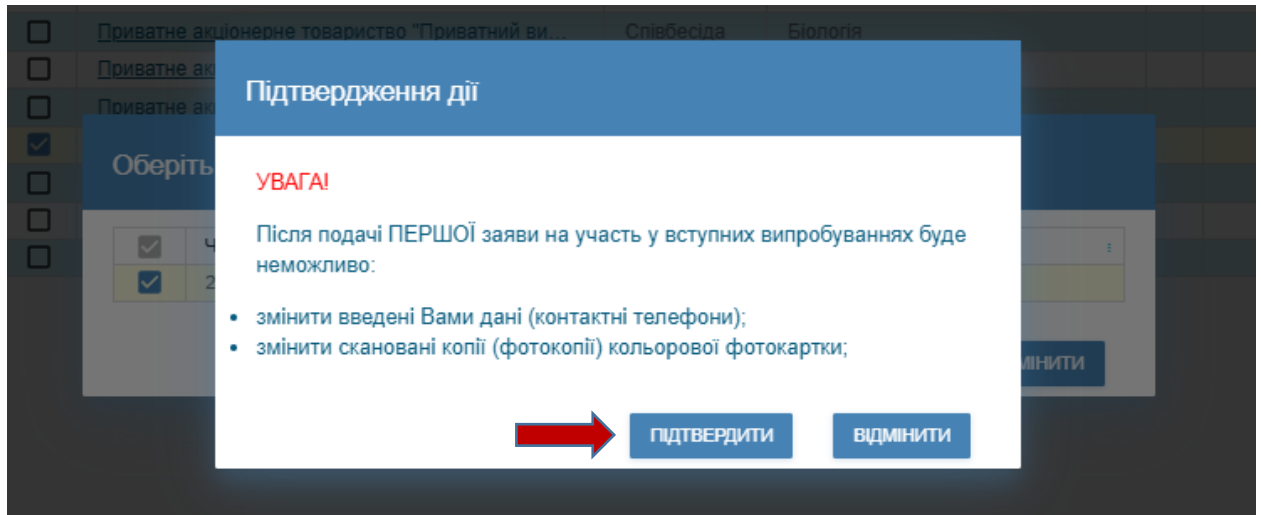 Приватне акціонерне товариство "Приватний ви... Співбесіда Біологія
Приватне ак
Приватне ак
Підтвердження дії
Оберіть
УВАГА!
Після подачі ПЕРШОЇ заяви на участь у вступних випробуваннях буде
неможливо:
• змінити введені Вами дані (контактні телефони);
• змінити скановані копії (фотокопії) кольорової фотокартки;
Ч
2
МІНИТИ
ПІДТВЕРДИТИ ВІДМІНИТИ